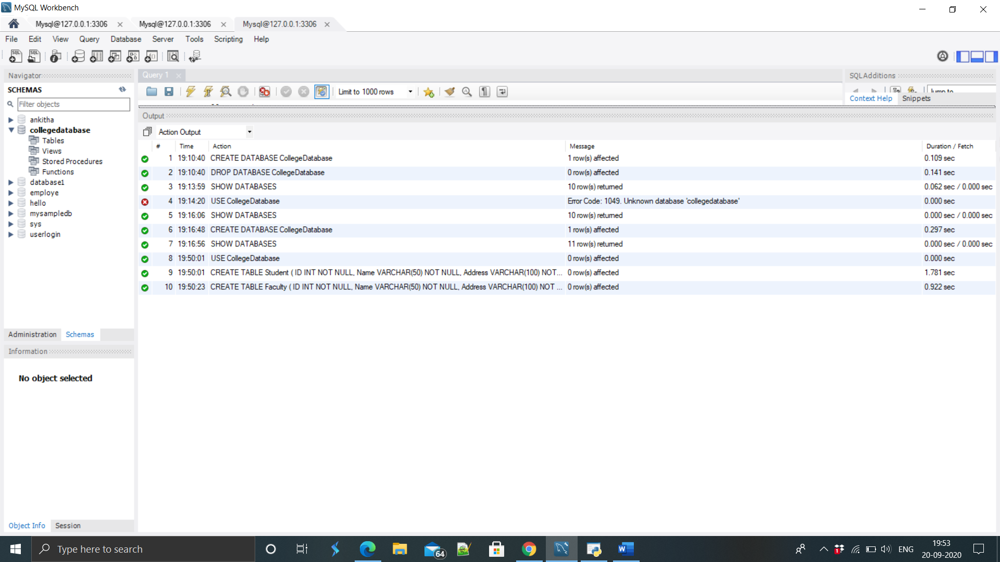 MySQL Workbench
Mysql@127.0.0.1:3306 Mysql@127.0.0.1:3306 Mysql@127.0.0.1:3306
File Edit View Query Database Server Tools Scripting Help
Navigator
SCHEMAS
Filter objects
ankitha
collegedatabase
Tables
Views
Stored Procedures
Functions
database1
employe
hello
mysampledb
sys
userlogin
Administration Schemas
Information
No object selected
Object Info Session
Query 1
Limit to 1000 rows
SQLAdditions
Jump to
Context Help Snippets
Output
Action Output
# Time Action Message Duration / Fetch
1 19:10:40 CREATE DATABASE CollegeDatabase 1 row(s) affected 0.109 sec
2 19:10:40 DROP DATABASE CollegeDatabase 0 row(s) affected 0.141 sec
3 19:13:59 SHOW DATABASES 10 row(s) returned 0.062 sec / 0.000 sec
4 19:14:20 USE CollegeDatabase Error Code: 1049. Unknown database 'collegedatabase' 0.000 sec
5 19:16:06 SHOW DATABASES 10 row(s) returned 0.000 sec / 0.000 sec
6 19:16:48 CREATE DATABASE CollegeDatabase 1 row(s) affected 0.297 sec
7 19:16:56 SHOW DATABASES 11 row(s) returned 0.000 sec / 0.000 sec
8 19:50:01 USE CollegeDatabase 0 row(s) affected 0.000 sec
9 19:50:01 CREATE TABLE Student ( ID INT NOT NULL, Name VARCHAR(50) NOT NULL, Address VARCHAR(100) NOT... 0 row(s) affected 1.781 sec
10 19:50:23 CREATE TABLE Faculty ( ID INT NOT NULL, Name VARCHAR(50) NOT NULL, Address VARCHAR(100) NOT ... 0 row(s) affected 0.922 sec
Type here to search
64
1
ENG
19:53
20-09-2020